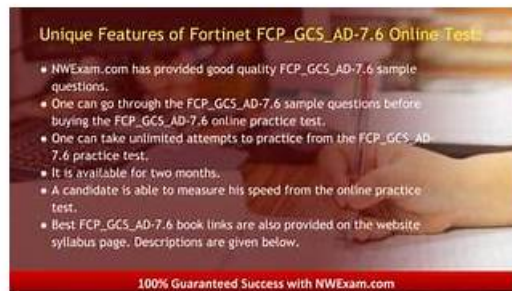 Unique Features of Fortinet FCP_GCS_AD-7.6 Online Test:
• NWExam.com has provided good quality FCP_GCS_AD-7.6 sample
questions.
• One can go through the FCP_GCS_AD-7.6 sample questions before
buying the FCP_GCS_AD-7.6 online practice test.
• One can take unlimited attempts to practice from the FCP_GCS_AD-
7.6 practice test.
• It is available for two months.
• A candidate is able to measure his speed from the online practice
test.
• Best FCP_GCS_AD-7.6 book links are also provided on the website
syllabus page. Descriptions are given below.
100% Guaranteed Success with NWExam.com